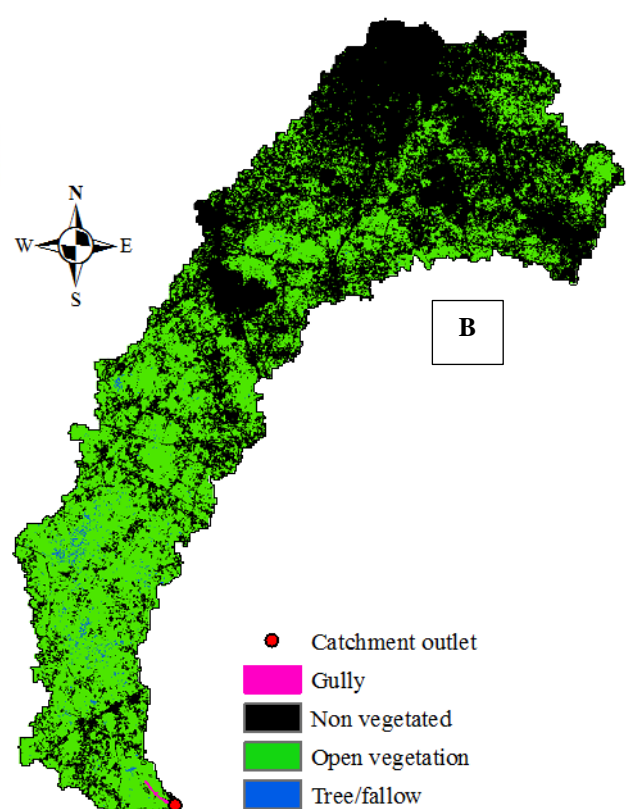 N
W E
S
B
Catchment outlet
Gully
Non vegetated
Open vegetation
Tree/fallow